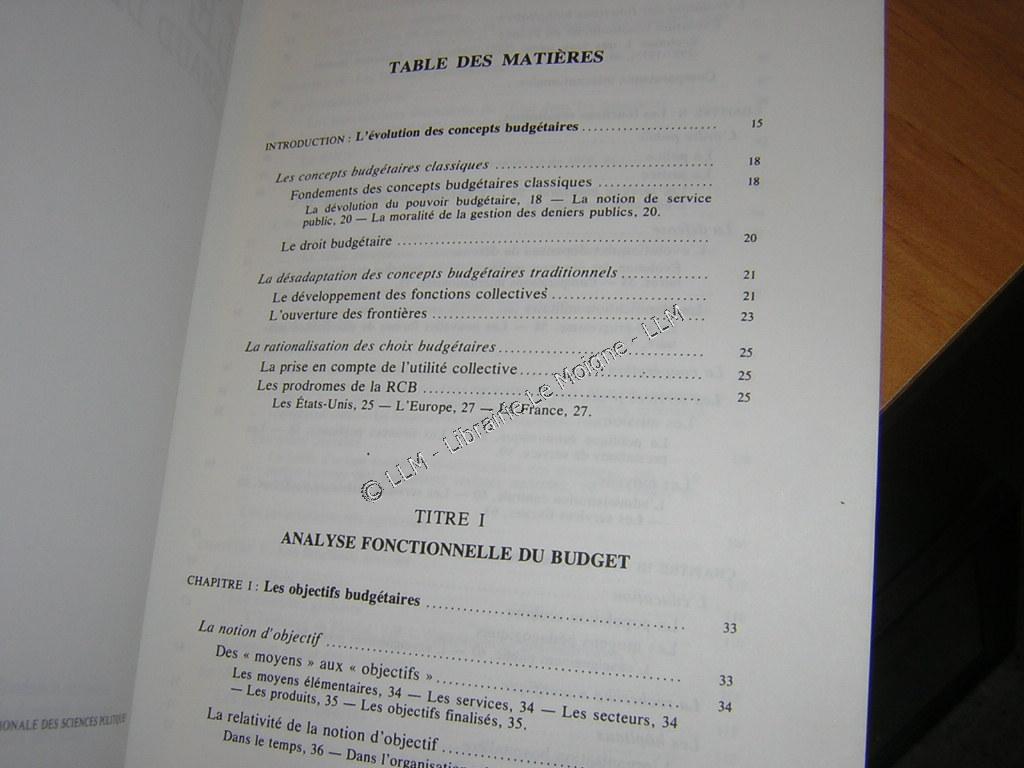 TABLE DES MATIÈRES
INTRODUCTION : L'évolution des concepts budgétaires ........................ 15
Les concepts budgétaires classiques ........................ 18
Fondements des concepts budgétaires classiques ........................ 18
La dévolution du pouvoir budgétaire, 18 — La notion de service
public, 20 — La moralité de la gestion des deniers publics, 20.
Le droit budgétaire ........................ 20
La désadaptation des concepts budgétaires traditionnels ........................ 21
Le développement des fonctions collectives ........................ 21
L'ouverture des frontières ........................ 23
La rationalisation des choix budgétaires ........................ 25
La prise en compte de l'utilité collective ........................ 25
Les prodromes de la RCB ........................ 25
Les États-Unis, 25 — L'Europe, 27 — La France, 27.
© LLM - Librairie Le Moigne - LLM
TITRE I
ANALYSE FONCTIONNELLE DU BUDGET
CHAPITRE I : Les objectifs budgétaires ........................ 33
La notion d'objectif ........................ 33
Des « moyens » aux « objectifs » ........................ 34
Les moyens élémentaires, 34 — Les services, 34 — Les secteurs, 34
— Les produits, 35 — Les objectifs finalisés, 35.
La relativité de la notion d'objectif ........................
Dans le temps, 36 — Dans l'organisation
IONALE DES SCIENCES POLITIQUE